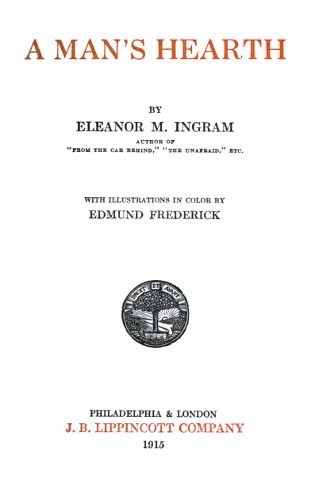 A MAN'S HEARTH
BY
ELEANOR M. INGRAM
AUTHOR OF
"FROM THE CAR BEHIND," "THE UNAFRAID," ETC.
WITH ILLUSTRATIONS IN COLOR BY
EDMUND FREDERICK
PHILADELPHIA & LONDON
J. B. LIPPINCOTT COMPANY
1915